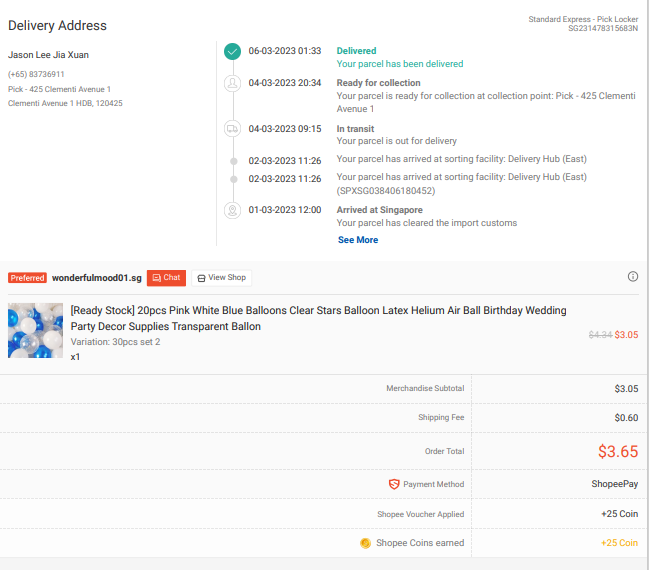 Delivery Address
Standard Express - Pick Locker
SG231478315683N
Jason Lee Jia Xuan
(+65) 83736911
Pick - 425 Clementi Avenue 1
Clementi Avenue 1 HDB, 120425
06-03-2023 01:33 Delivered
Your parcel has been delivered
04-03-2023 20:34 Ready for collection
Your parcel is ready for collection at collection point: Pick - 425 Clementi
Avenue 1
04-03-2023 09:15 In transit
Your parcel is out for delivery
02-03-2023 11:26 Your parcel has arrived at sorting facility: Delivery Hub (East)
02-03-2023 11:26 Your parcel has arrived at sorting facility: Delivery Hub (East)
(SPXSG038406180452)
01-03-2023 12:00 Arrived at Singapore
Your parcel has cleared the import customs
See More
Preferred wonderfulmood01.sg Chat View Shop
[Ready Stock] 20pcs Pink White Blue Balloons Clear Stars Balloon Latex Helium Air Ball Birthday Wedding
Party Decor Supplies Transparent Ballon
$4.34 $3.05
Variation: 30pcs set 2
x1
Merchandise Subtotal $3.05
Shipping Fee $0.60
Order Total $3.65
Payment Method ShopeePay
Shopee Voucher Applied +25 Coin
Shopee Coins earned +25 Coin